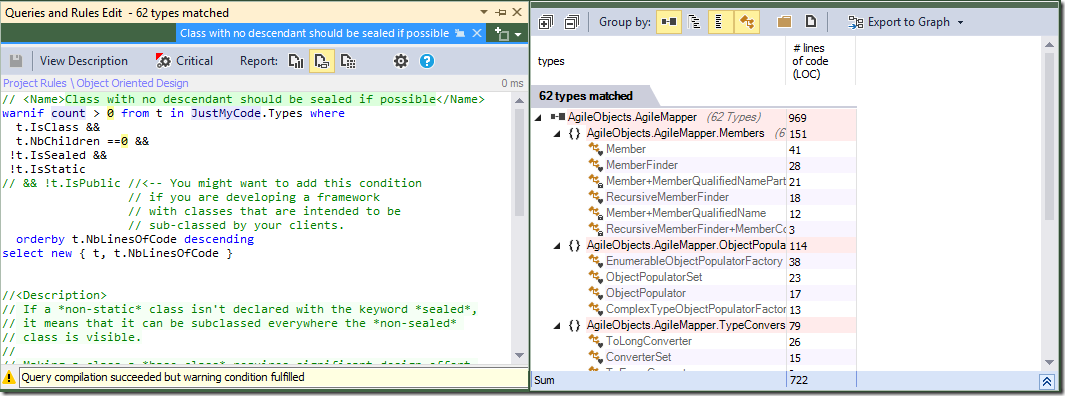 Queries and Rules Edit - 62 types matched
Class with no descendant should be sealed if possible
View Description Critical Report:
Project Rules \ Object Oriented Design 0 ms
// <Name>Class with no descendant should be sealed if possible</Name>
warnif count > 0 from t in JustMyCode.Types where
t.IsClass &&
t.NbChildren ==0 &&
!t.IsSealed &&
!t.IsStatic
// && !t.IsPublic //<-- You might want to add this condition
// if you are developing a framework
// with classes that are intended to be
// sub-classed by your clients.
orderby t.NbLinesOfCode descending
select new { t, t.NbLinesOfCode }
//<Description>
// If a *non-static* class isn't declared with the keyword *sealed*,
// it means that it can be subclassed everywhere the *non-sealed*
// class is visible.
//
// Making a class a *base class* requires significant design effort
Query compilation succeeded but warning condition fulfilled
Group by: Export to Graph
types # lines of code (LOC)
62 types matched
AgileObjects.AgileMapper (62 Types) 969
{ } AgileObjects.AgileMapper.Members (6 151
Member 41
MemberFinder 28
Member+MemberQualifiedNamePart 21
RecursiveMemberFinder 18
Member+MemberQualifiedName 12
RecursiveMemberFinder+MemberCo 3
{ } AgileObjects.AgileMapper.ObjectPopula 114
EnumerableObjectPopulatorFactory 38
ObjectPopulatorSet 23
ObjectPopulator 17
ComplexTypeObjectPopulatorFactor 13
{ } AgileObjects.AgileMapper.TypeConvers 79
ToLongConverter 26
ConverterSet 15
Sum 722